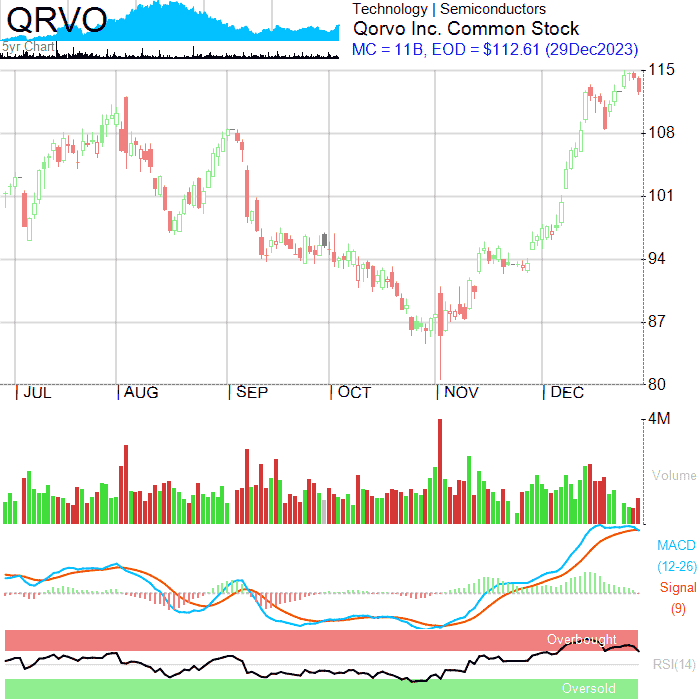 QRVO
5yr Chart
Technology | Semiconductors
Qorvo Inc. Common Stock
MC = 11B, EOD = $112.61 (29Dec2023)
115
108
101
94
87
80
JUL AUG SEP OCT NOV DEC
4M
Volume
MACD
(12-26)
Signal
(9)
Overbought
RSI(14)
Oversold